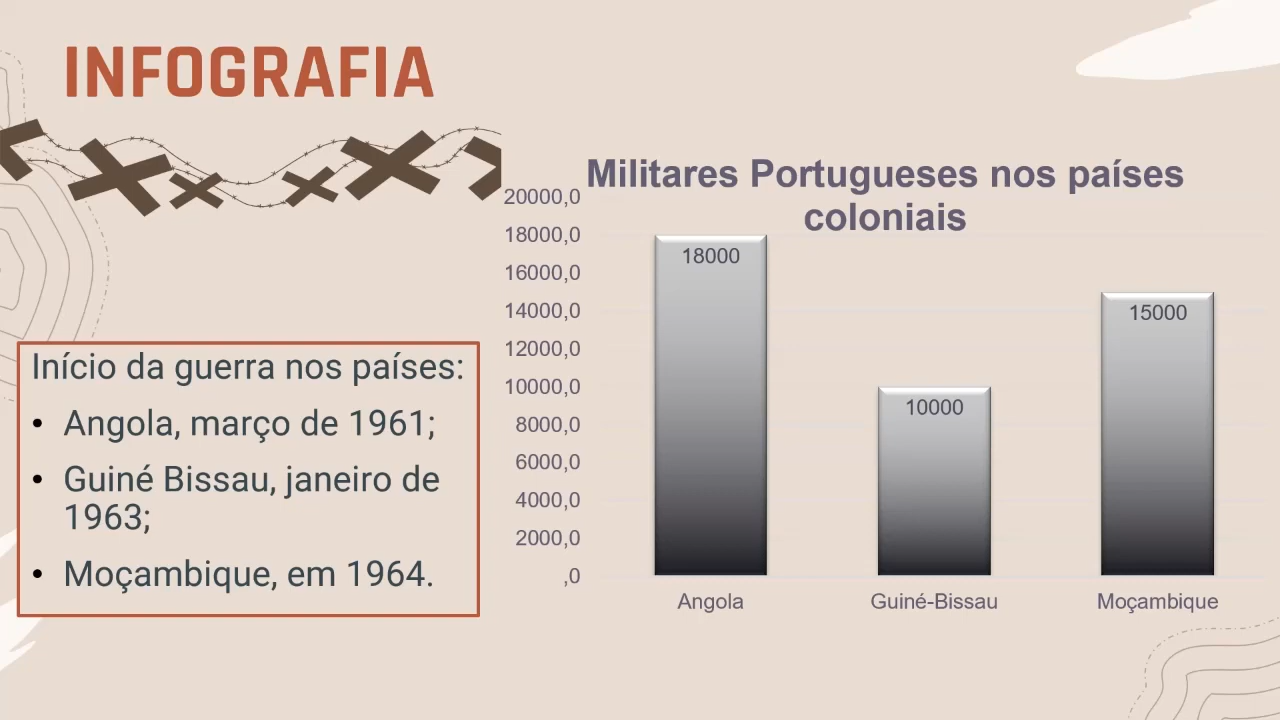 INFOGRAFIA
Início da guerra nos países:
• Angola, março de 1961;
• Guiné Bissau, janeiro de
1963;
• Moçambique, em 1964.
Militares Portugueses nos países
coloniais
20000,0
18000,0
16000,0
14000,0
12000,0
10000,0
8000,0
6000,0
4000,0
2000,0
,0
18000
10000
15000
Angola
Guiné-Bissau
Moçambique